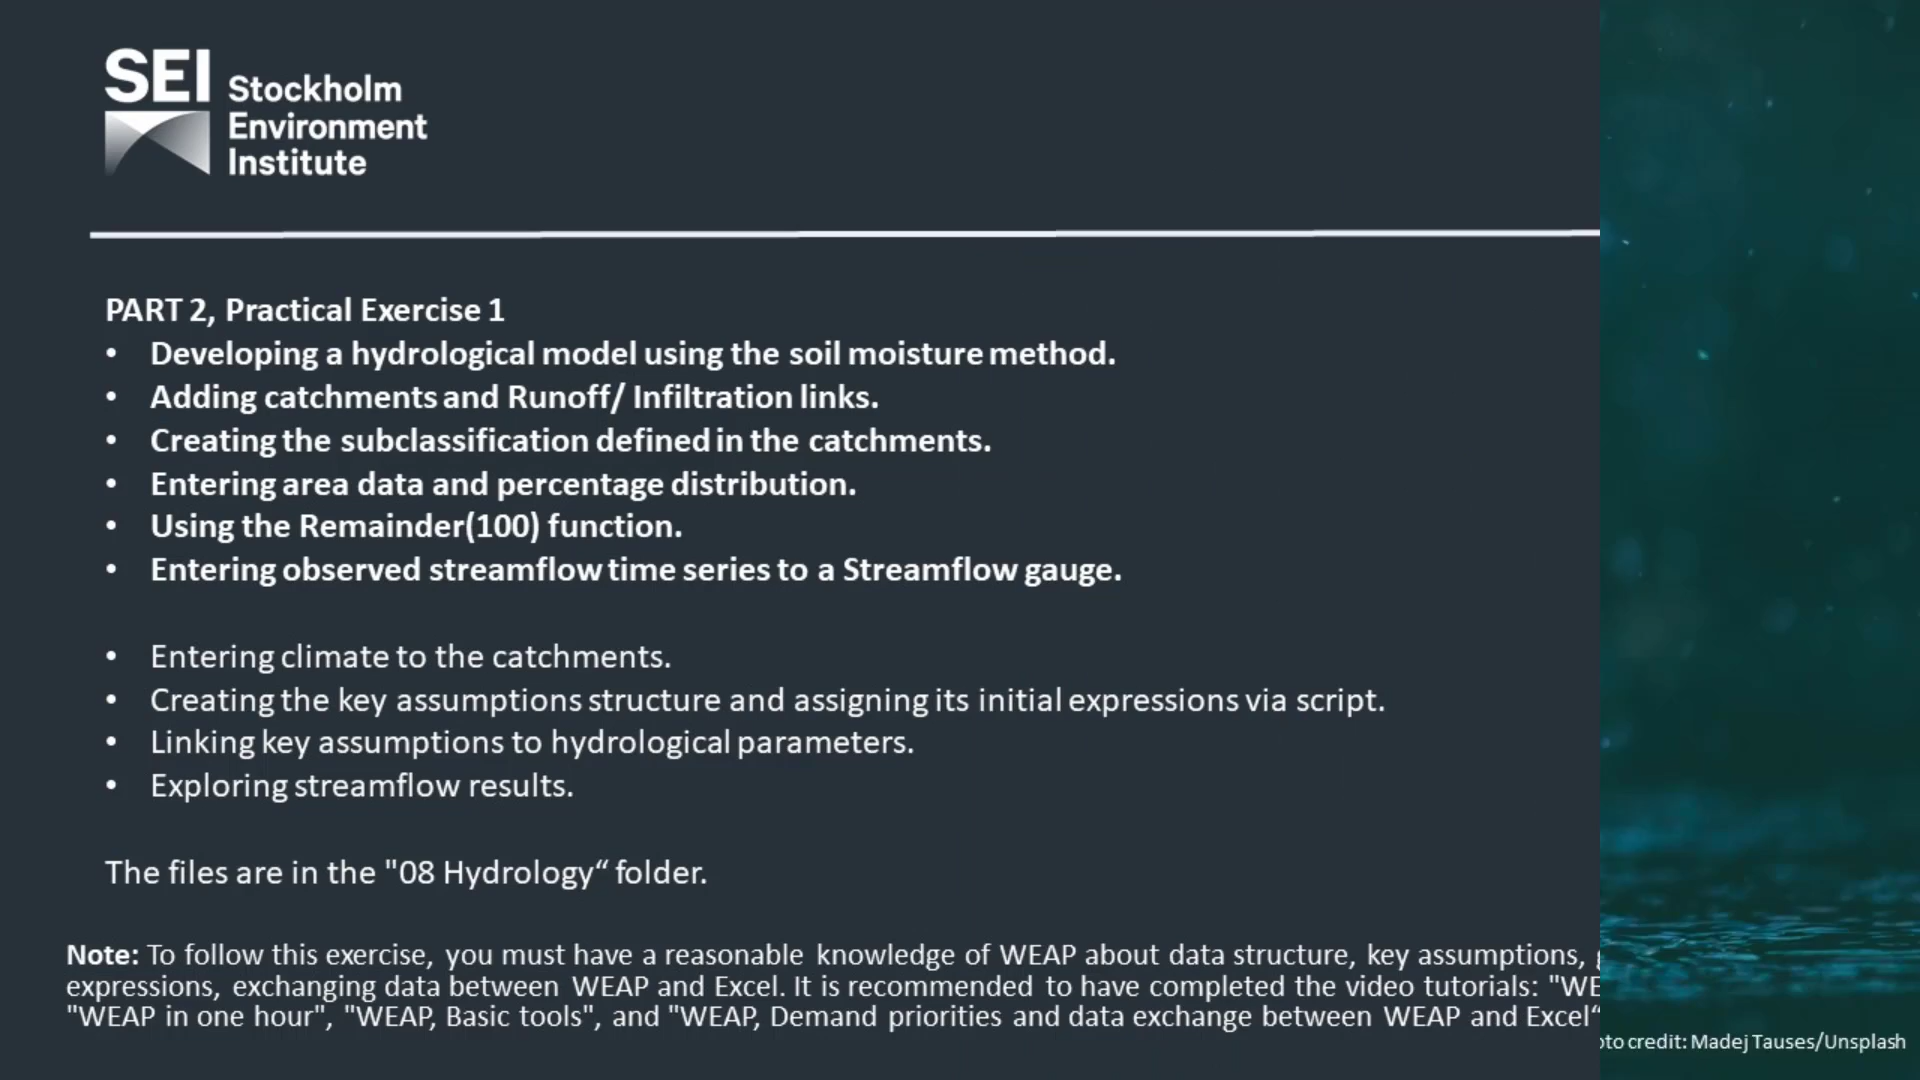 SEI Stockholm
Environment
Institute
PART 2, Practical Exercise 1
• Developing a hydrological model using the soil moisture method.
• Adding catchments and Runoff/ Infiltration links.
• Creating the subclassification defined in the catchments.
• Entering area data and percentage distribution.
• Using the Remainder(100) function.
• Entering observed streamflow time series to a Streamflow gauge.
• Entering climate to the catchments.
• Creating the key assumptions structure and assigning its initial expressions via script.
• Linking key assumptions to hydrological parameters.
• Exploring streamflow results.
The files are in the "08 Hydrology“ folder.
Note: To follow this exercise, you must have a reasonable knowledge of WEAP about data structure, key assumptions,
expressions, exchanging data between WEAP and Excel. It is recommended to have completed the video tutorials:
"WEAP in one hour", "WEAP, Basic tools", and "WEAP, Demand priorities and data exchange between WEAP and Excel“
credit: Madej Tauses/Unsplash